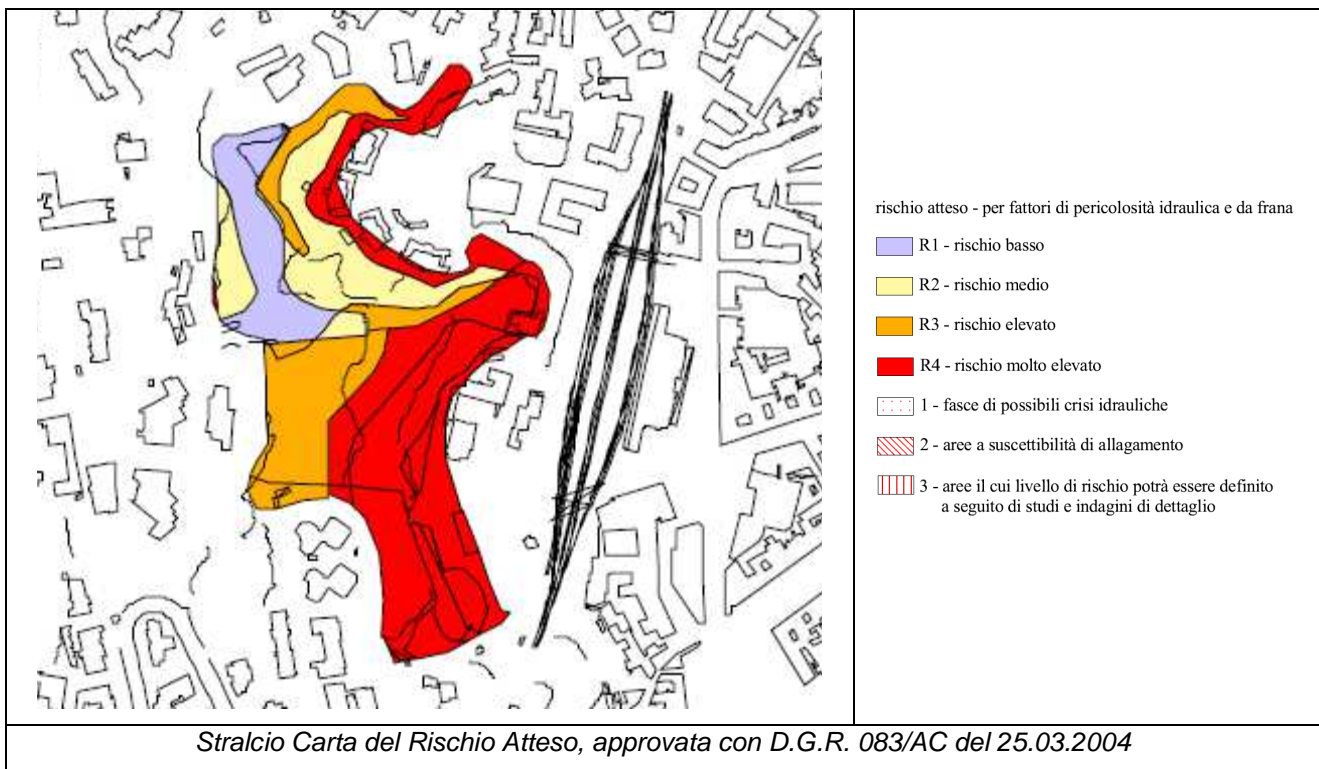 rischio atteso - per fattori di pericolosità idraulica e da frana
R1 - rischio basso
R2 - rischio medio
R3 - rischio elevato
R4 - rischio molto elevato
1 - fasce di possibili crisi idrauliche
2 - aree a suscettibilità di allagamento
3 - aree il cui livello di rischio potrà essere definito
a seguito di studi e indagini di dettaglio
Stralcio Carta del Rischio Atteso, approvata con D.G.R. 083/AC del 25.03.2004